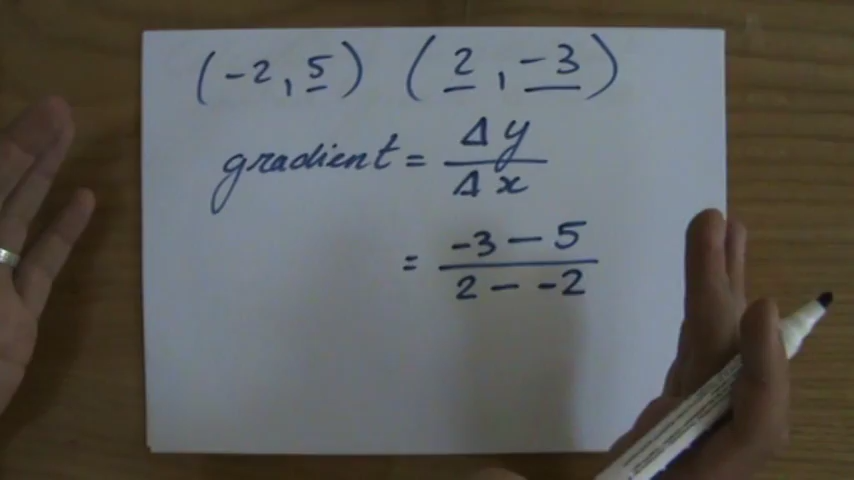 (-2, 5) (2, -3)
gradient = Δy / Δx
= -3 - 5 / 2 - -2